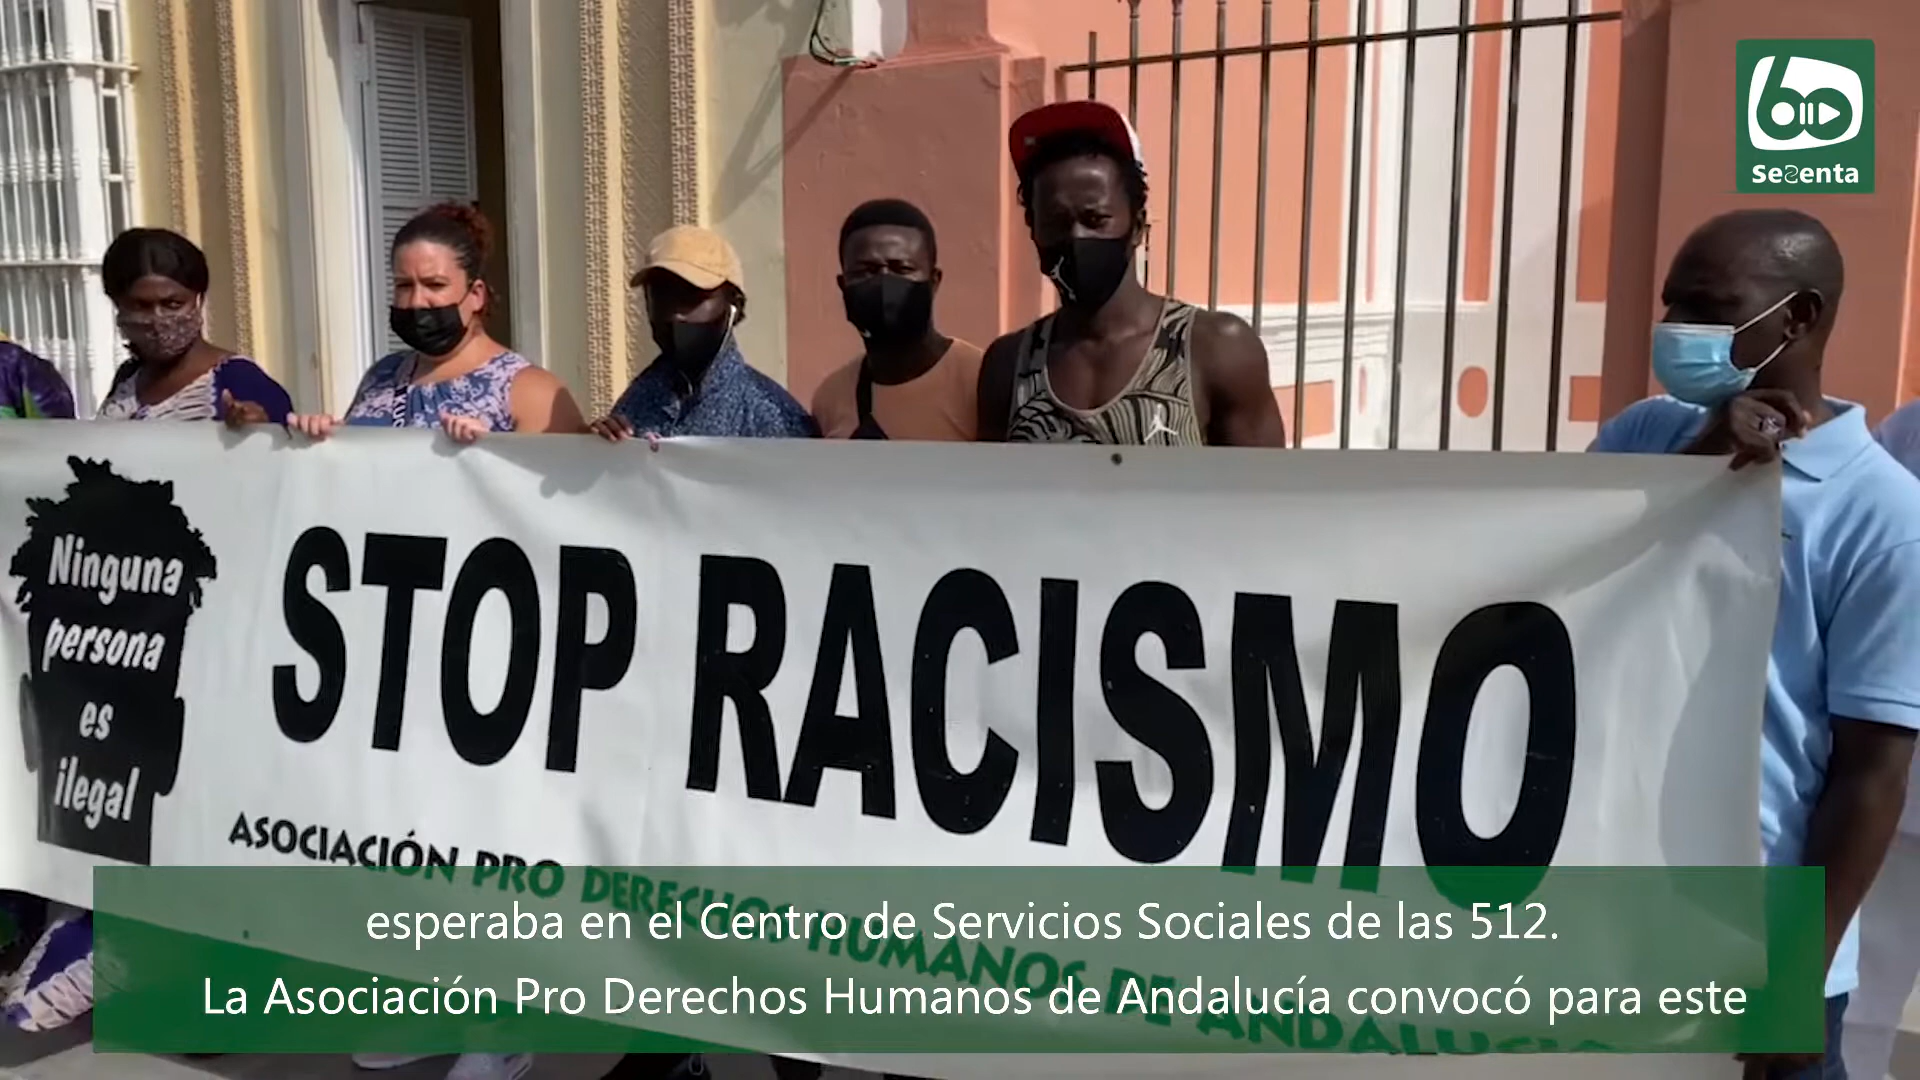 SeSenta
Ninguna
persona
es
ilegal
STOP RACISMO
ASOCIACIÓN PRO DERECHOS HUMANOS DE ANDALUCÍA
esperaba en el Centro de Servicios Sociales de las 512.
La Asociación Pro Derechos Humanos de Andalucía convocó para este